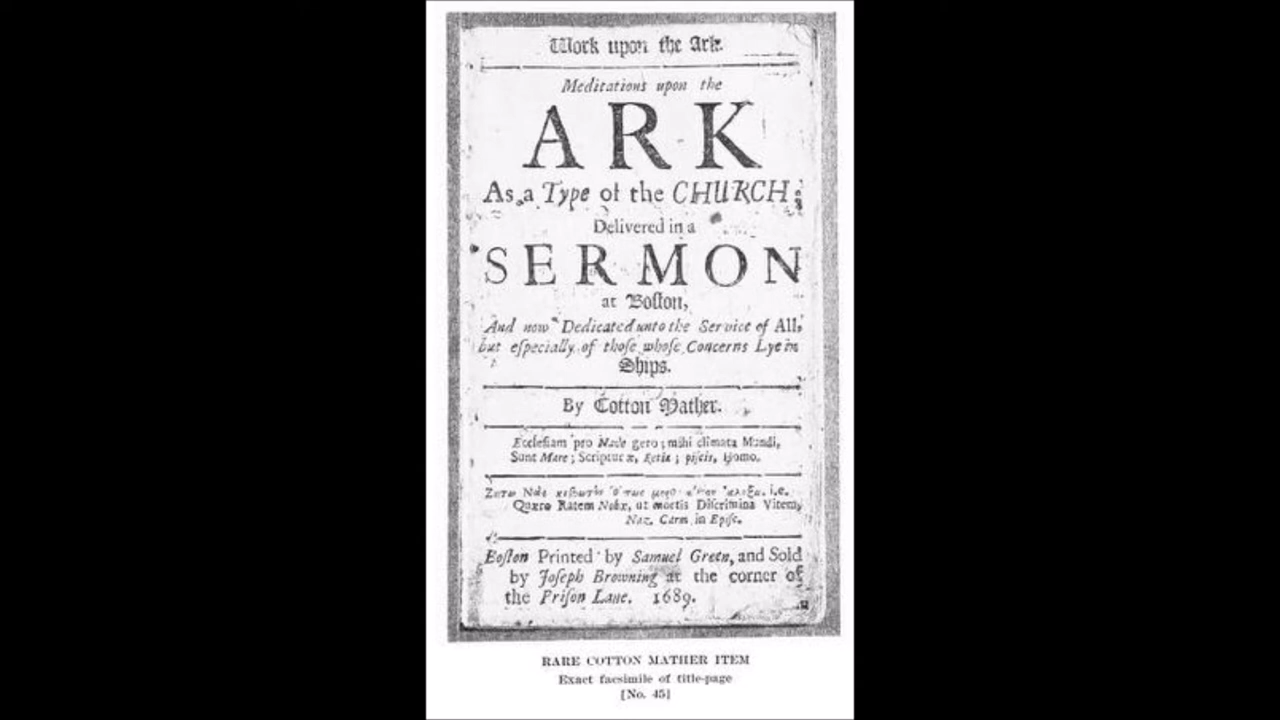 Work upon the Ark.
Meditations upon the
ARK
As a Type of the CHURCH;
Delivered in a
SERMON
at Boſton,
And now Dedicated unto the Service of All,
but eſpecially of thoſe whoſe Concerns Lye in
Ships.
By Cotton Mather.
Eccleſiam pro Nave gero; mihi climata Mundi,
Sunt Mare; Scripturæ, Retia; piſcis, Homo.
i.e.
Quæro Ratem Nohæ, ut mortis Diſcrimina Vitem,
Naz. Carm in Epiſc.
Boſton Printed by Samuel Green, and Sold
by Joſeph Browning at the corner of
the Priſon Lane. 1689.
RARE COTTON MATHER ITEM
Exact facsimile of title-page
[No. 45]